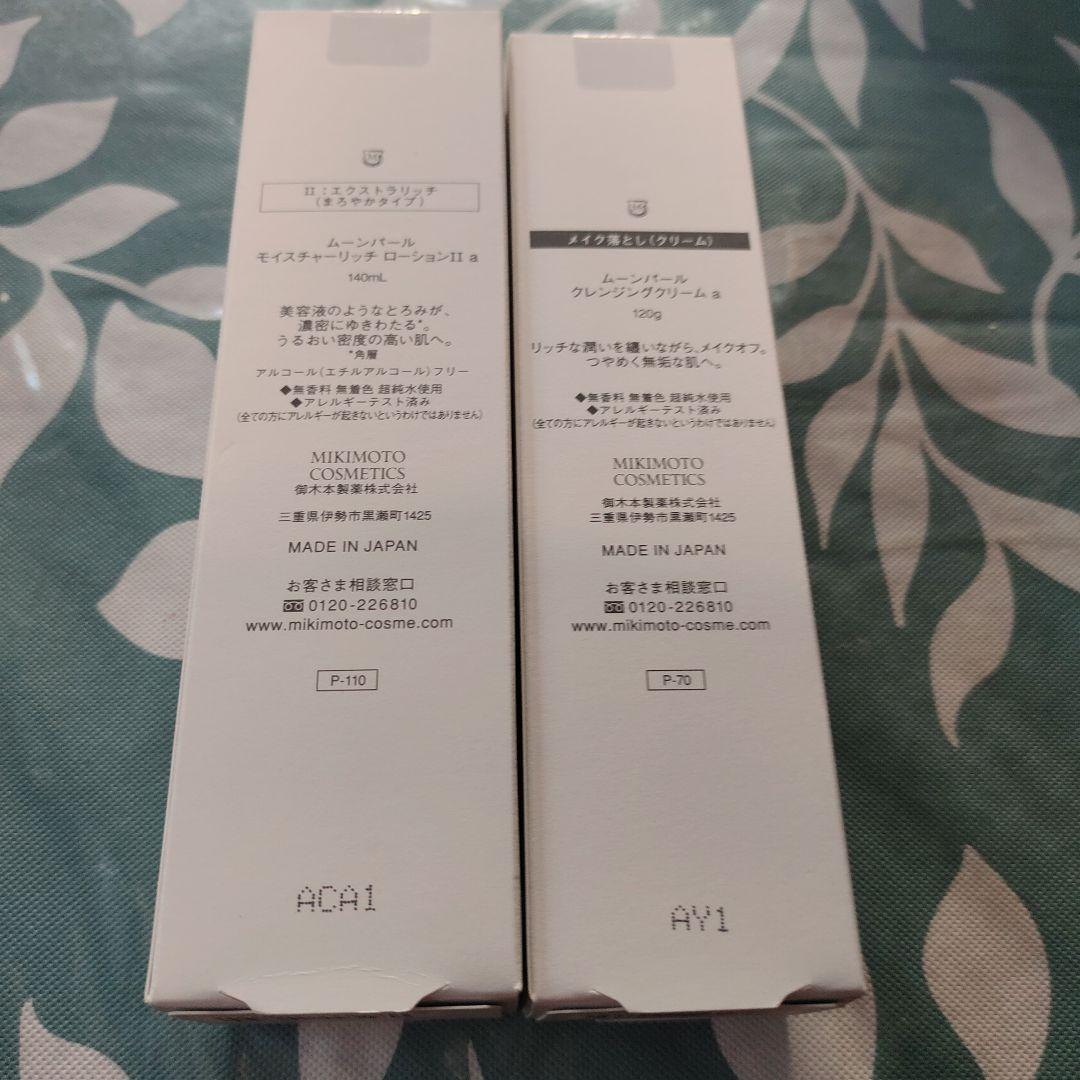 II：エクストラリッチ
(まろやかタイプ)
ムーンパール
モイスチャーリッチ ローションII a
140mL
美容液のようなとろみが、
濃密にゆきわたる*。
うるおい密度の高い肌へ。
*角層
アルコール(エチルアルコール)フリー
◆無香料 無着色 超純水使用
◆アレルギーテスト済み
(全ての方にアレルギーが起きないというわけではありません)
MIKIMOTO
COSMETICS
御木本製薬株式会社
三重県伊勢市黒瀬町1425
MADE IN JAPAN
お客さま相談窓口
0120-226810
www.mikimoto-cosme.com
P-110
ACA1
メイク落とし(クリーム)
ムーンパール
クレンジングクリーム a
120g
リッチな潤いを纏いながら、メイクオフ。
つやめく無垢な肌へ。
◆無香料 無着色 超純水使用
◆アレルギーテスト済み
(全ての方にアレルギーが起きないというわけではありません)
MIKIMOTO
COSMETICS
御木本製薬株式会社
三重県伊勢市黒瀬町1425
MADE IN JAPAN
お客さま相談窓口
0120-226810
www.mikimoto-cosme.com
P-70
AY1